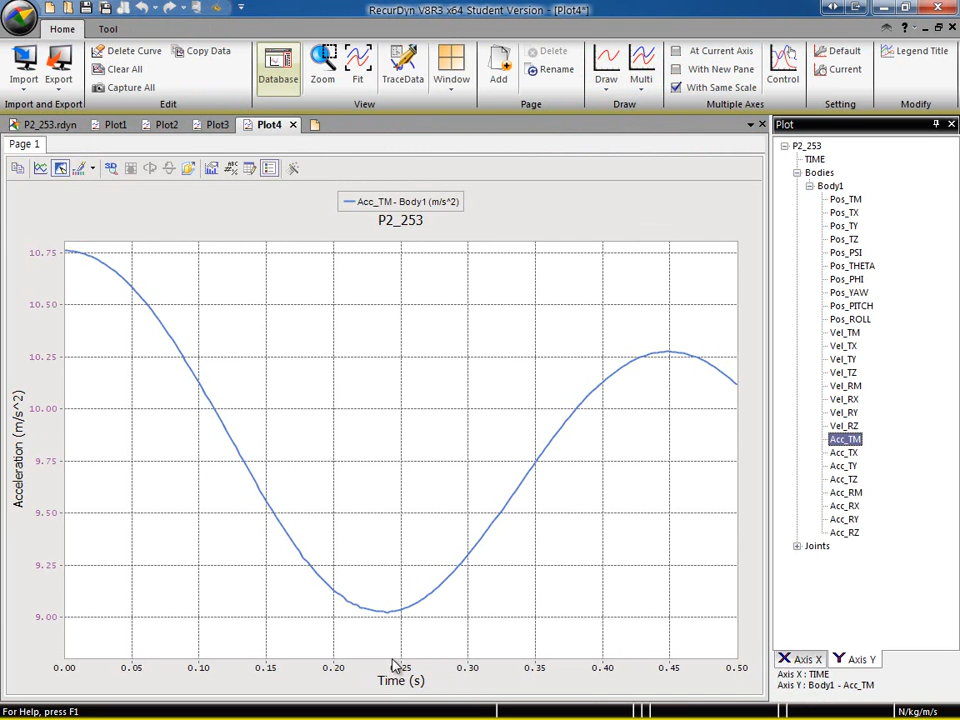 RecurDyn V8R3 x64 Student Version - [Plot4*]
Home Tool
Import Export
Delete Curve Copy Data
Clear All
Capture All
Database Zoom Fit TraceData Window
Add
Delete
Rename
Draw Multi
At Current Axis
With New Pane
With Same Scale
Control
Default
Current
Legend Title
Import and Export Edit View Page Draw Multiple Axes Setting Modify
P2_253.rdyn Plot1 Plot2 Plot3 Plot4
Page 1
Acc_TM - Body1 (m/s^2)
P2_253
10.75
10.50
10.25
10.00
9.75
9.50
9.25
9.00
Acceleration (m/s^2)
0.00 0.05 0.10 0.15 0.20 0.25 0.30 0.35 0.40 0.45 0.50
Time (s)
Plot
P2_253
TIME
Bodies
Body1
Pos_TM
Pos_TX
Pos_TY
Pos_TZ
Pos_PSI
Pos_THETA
Pos_PHI
Pos_YAW
Pos_PITCH
Pos_ROLL
Vel_TM
Vel_TX
Vel_TY
Vel_TZ
Vel_RM
Vel_RX
Vel_RY
Vel_RZ
Acc_TM
Acc_TX
Acc_TY
Acc_TZ
Acc_RM
Acc_RX
Acc_RY
Acc_RZ
Joints
Axis X Axis Y
Axis X : TIME
Axis Y : Body1 - Acc_TM
For Help, press F1
N/kg/m/s